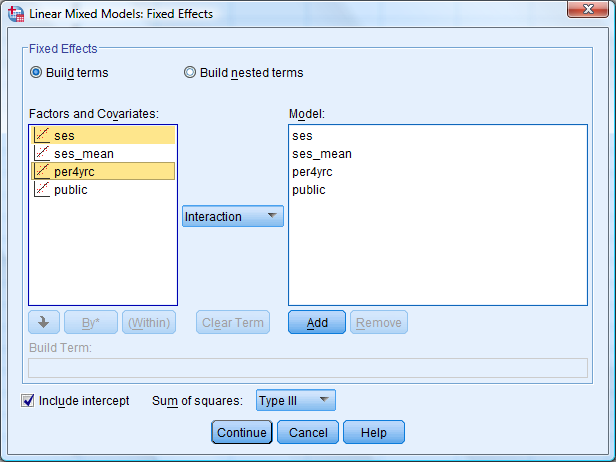 Linear Mixed Models: Fixed Effects
Fixed Effects
Build terms
Build nested terms
Factors and Covariates:
ses
ses_mean
per4yrc
public
Interaction
Model:
ses
ses_mean
per4yrc
public
By*
(Within)
Clear Term
Add
Remove
Build Term:
Include intercept
Sum of squares:
Type III
Continue
Cancel
Help